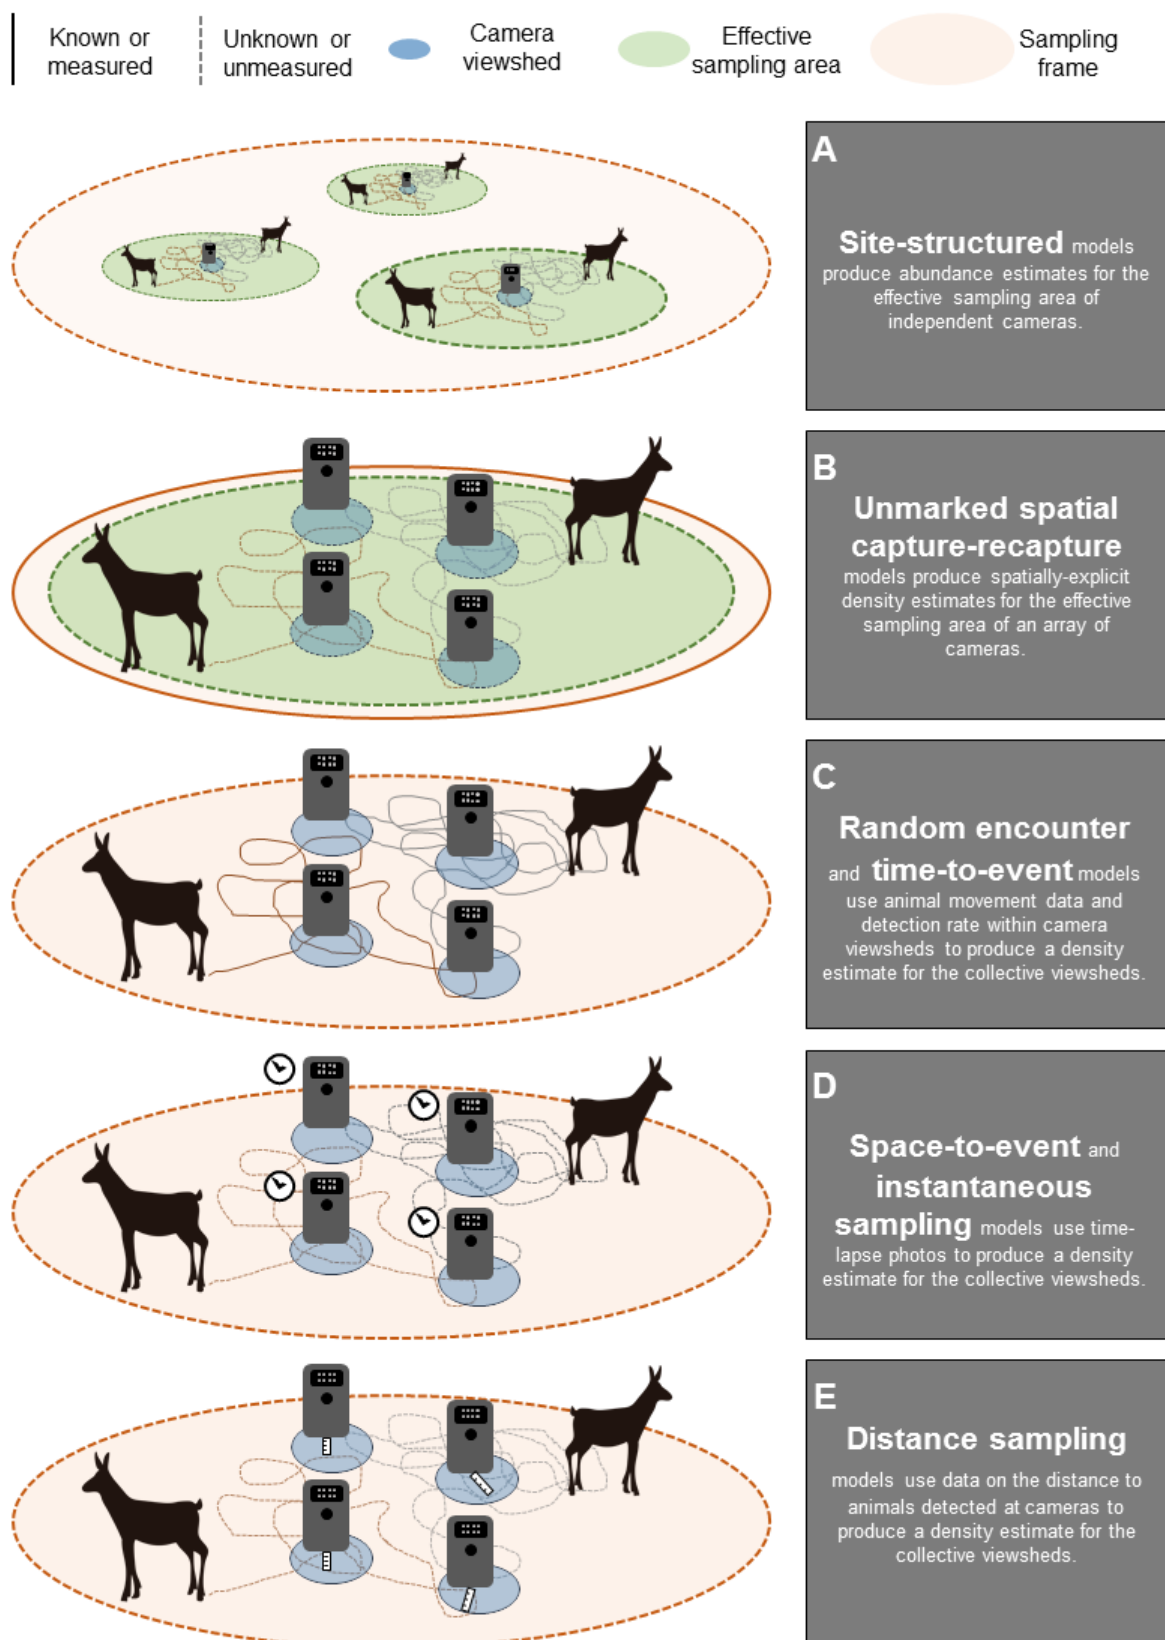 Known or
measured
Unknown or
unmeasured
Camera
viewshed
Effective
sampling area
Sampling
frame
A
Site-structured models
produce abundance estimates for the
effective sampling area of
independent cameras.
B
Unmarked spatial
capture-recapture
models produce spatially-explicit
density estimates for the effective
sampling area of an array of
cameras.
C
Random encounter
and time-to-event models
use animal movement data and
detection rate within camera
viewsheds to produce a density
estimate for the collective viewsheds.
D
Space-to-event and
instantaneous
sampling models use time-
lapse photos to produce a density
estimate for the collective viewsheds.
E
Distance sampling
models use data on the distance to
animals detected at cameras to
produce a density estimate for the
collective viewsheds.